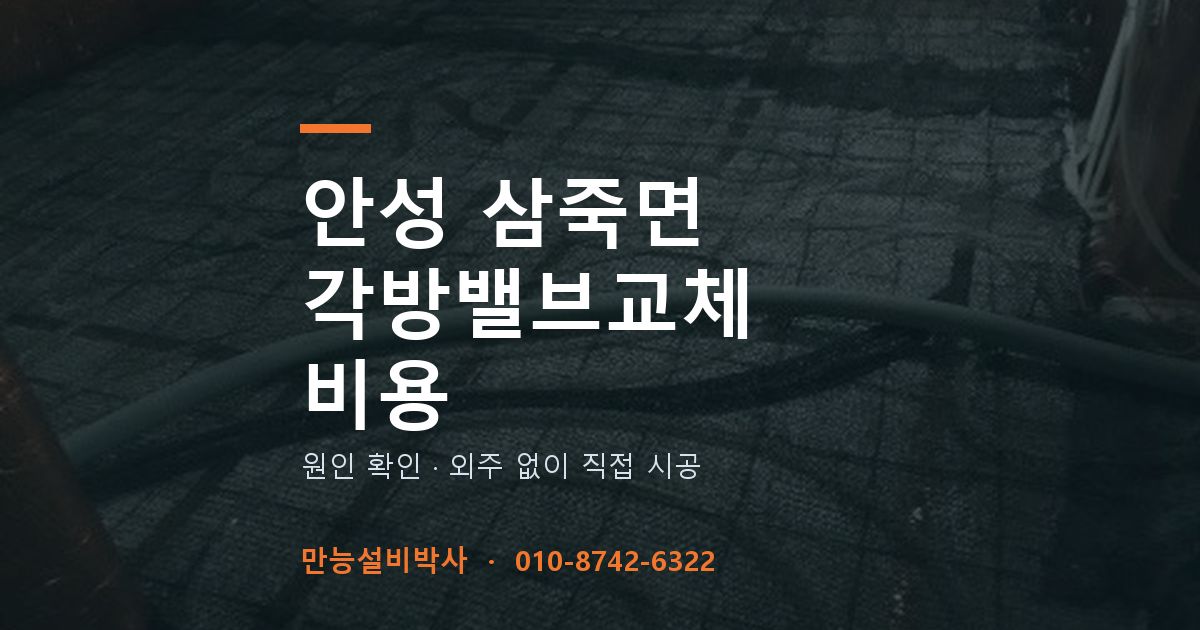 안성 삼죽면
각방밸브교체
비용
원인 확인 · 외주 없이 직접 시공
만능설비박사 · 010-8742-6322